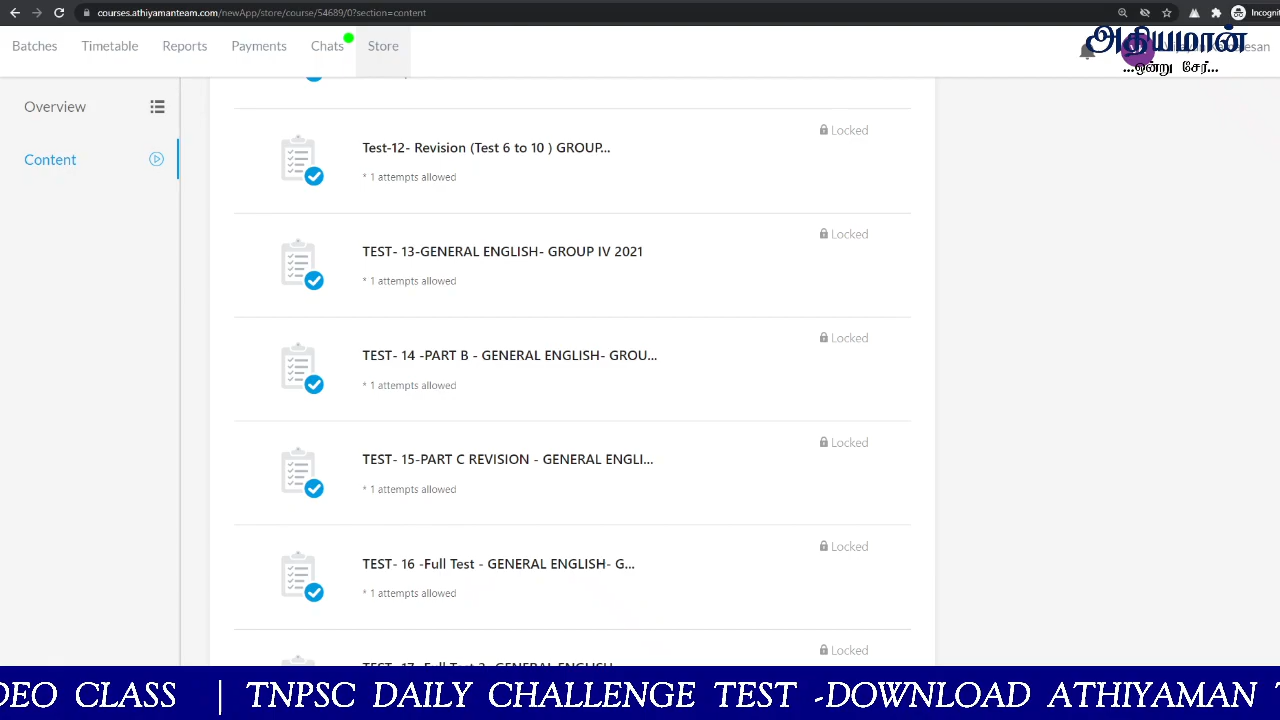 courses.athiyamanteam.com/newApp/store/course/54689/0?section=content
Incognit
Batches
Timetable
Reports
Payments
Chats
Store
அதியமான்
...ஒன்று சேர்...
Overview
Content
Locked
Test-12- Revision (Test 6 to 10 ) GROUP...
* 1 attempts allowed
Locked
TEST- 13-GENERAL ENGLISH- GROUP IV 2021
* 1 attempts allowed
Locked
TEST- 14 -PART B - GENERAL ENGLISH- GROU...
* 1 attempts allowed
Locked
TEST- 15-PART C REVISION - GENERAL ENGLI...
* 1 attempts allowed
Locked
TEST- 16 -Full Test - GENERAL ENGLISH- G...
* 1 attempts allowed
Locked
DEO CLASS | TNPSC DAILY CHALLENGE TEST -DOWNLOAD ATHIYAMAN T